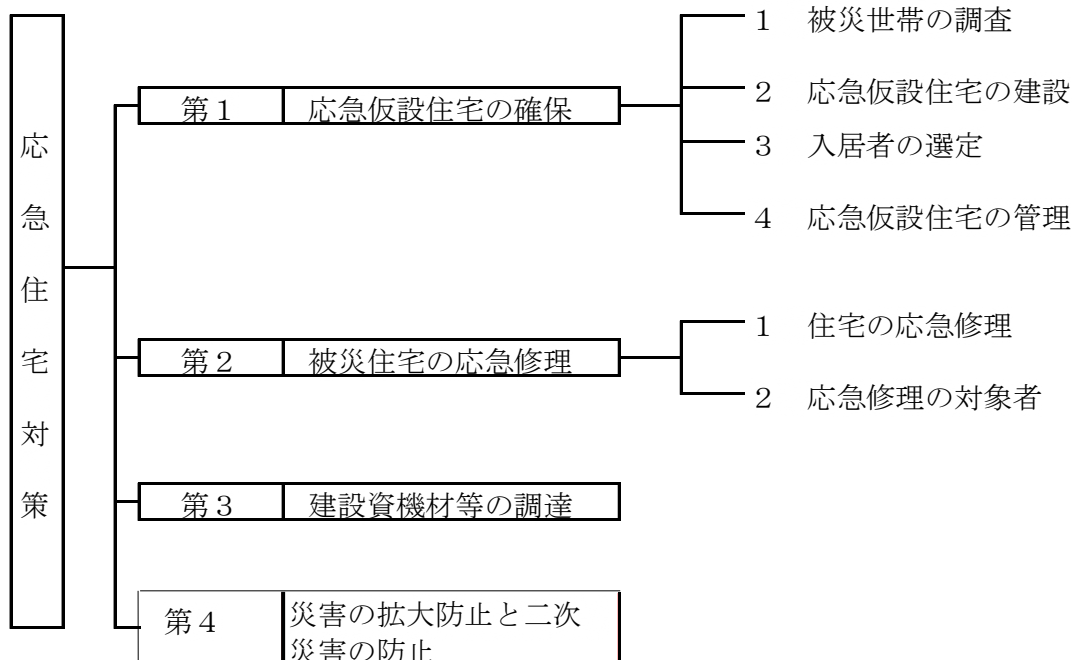 応急住宅対策
第１ 応急仮設住宅の確保
１ 被災世帯の調査
２ 応急仮設住宅の建設
３ 入居者の選定
４ 応急仮設住宅の管理
第２ 被災住宅の応急修理
１ 住宅の応急修理
２ 応急修理の対象者
第３ 建設資機材等の調達
第４ 災害の拡大防止と二次
災害の防止